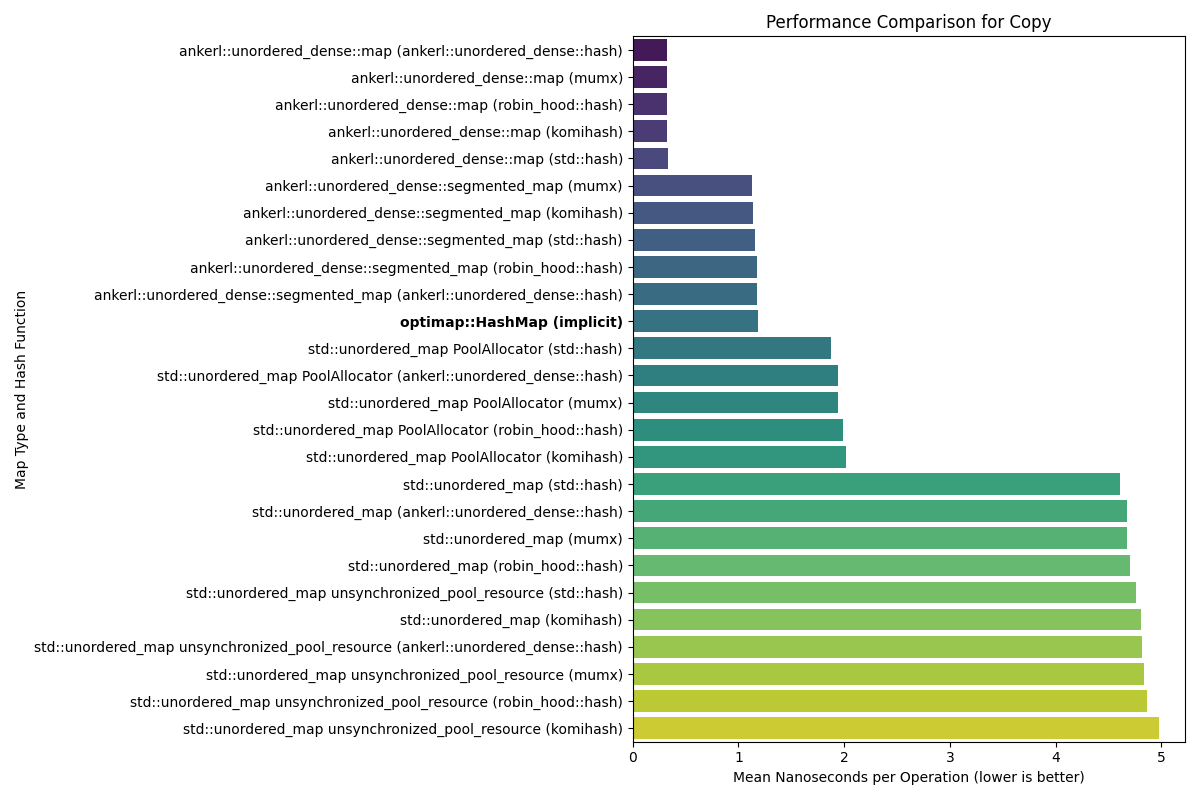 Performance Comparison for Copy
Map Type and Hash Function
ankerl::unordered_dense::map (ankerl::unordered_dense::hash)
ankerl::unordered_dense::map (mumx)
ankerl::unordered_dense::map (robin_hood::hash)
ankerl::unordered_dense::map (komihash)
ankerl::unordered_dense::map (std::hash)
ankerl::unordered_dense::segmented_map (mumx)
ankerl::unordered_dense::segmented_map (komihash)
ankerl::unordered_dense::segmented_map (std::hash)
ankerl::unordered_dense::segmented_map (robin_hood::hash)
ankerl::unordered_dense::segmented_map (ankerl::unordered_dense::hash)
optimap::HashMap (implicit)
std::unordered_map PoolAllocator (std::hash)
std::unordered_map PoolAllocator (ankerl::unordered_dense::hash)
std::unordered_map PoolAllocator (mumx)
std::unordered_map PoolAllocator (robin_hood::hash)
std::unordered_map PoolAllocator (komihash)
std::unordered_map (std::hash)
std::unordered_map (ankerl::unordered_dense::hash)
std::unordered_map (mumx)
std::unordered_map (robin_hood::hash)
std::unordered_map unsynchronized_pool_resource (std::hash)
std::unordered_map (komihash)
std::unordered_map unsynchronized_pool_resource (ankerl::unordered_dense::hash)
std::unordered_map unsynchronized_pool_resource (mumx)
std::unordered_map unsynchronized_pool_resource (robin_hood::hash)
std::unordered_map unsynchronized_pool_resource (komihash)
0 1 2 3 4 5
Mean Nanoseconds per Operation (lower is better)